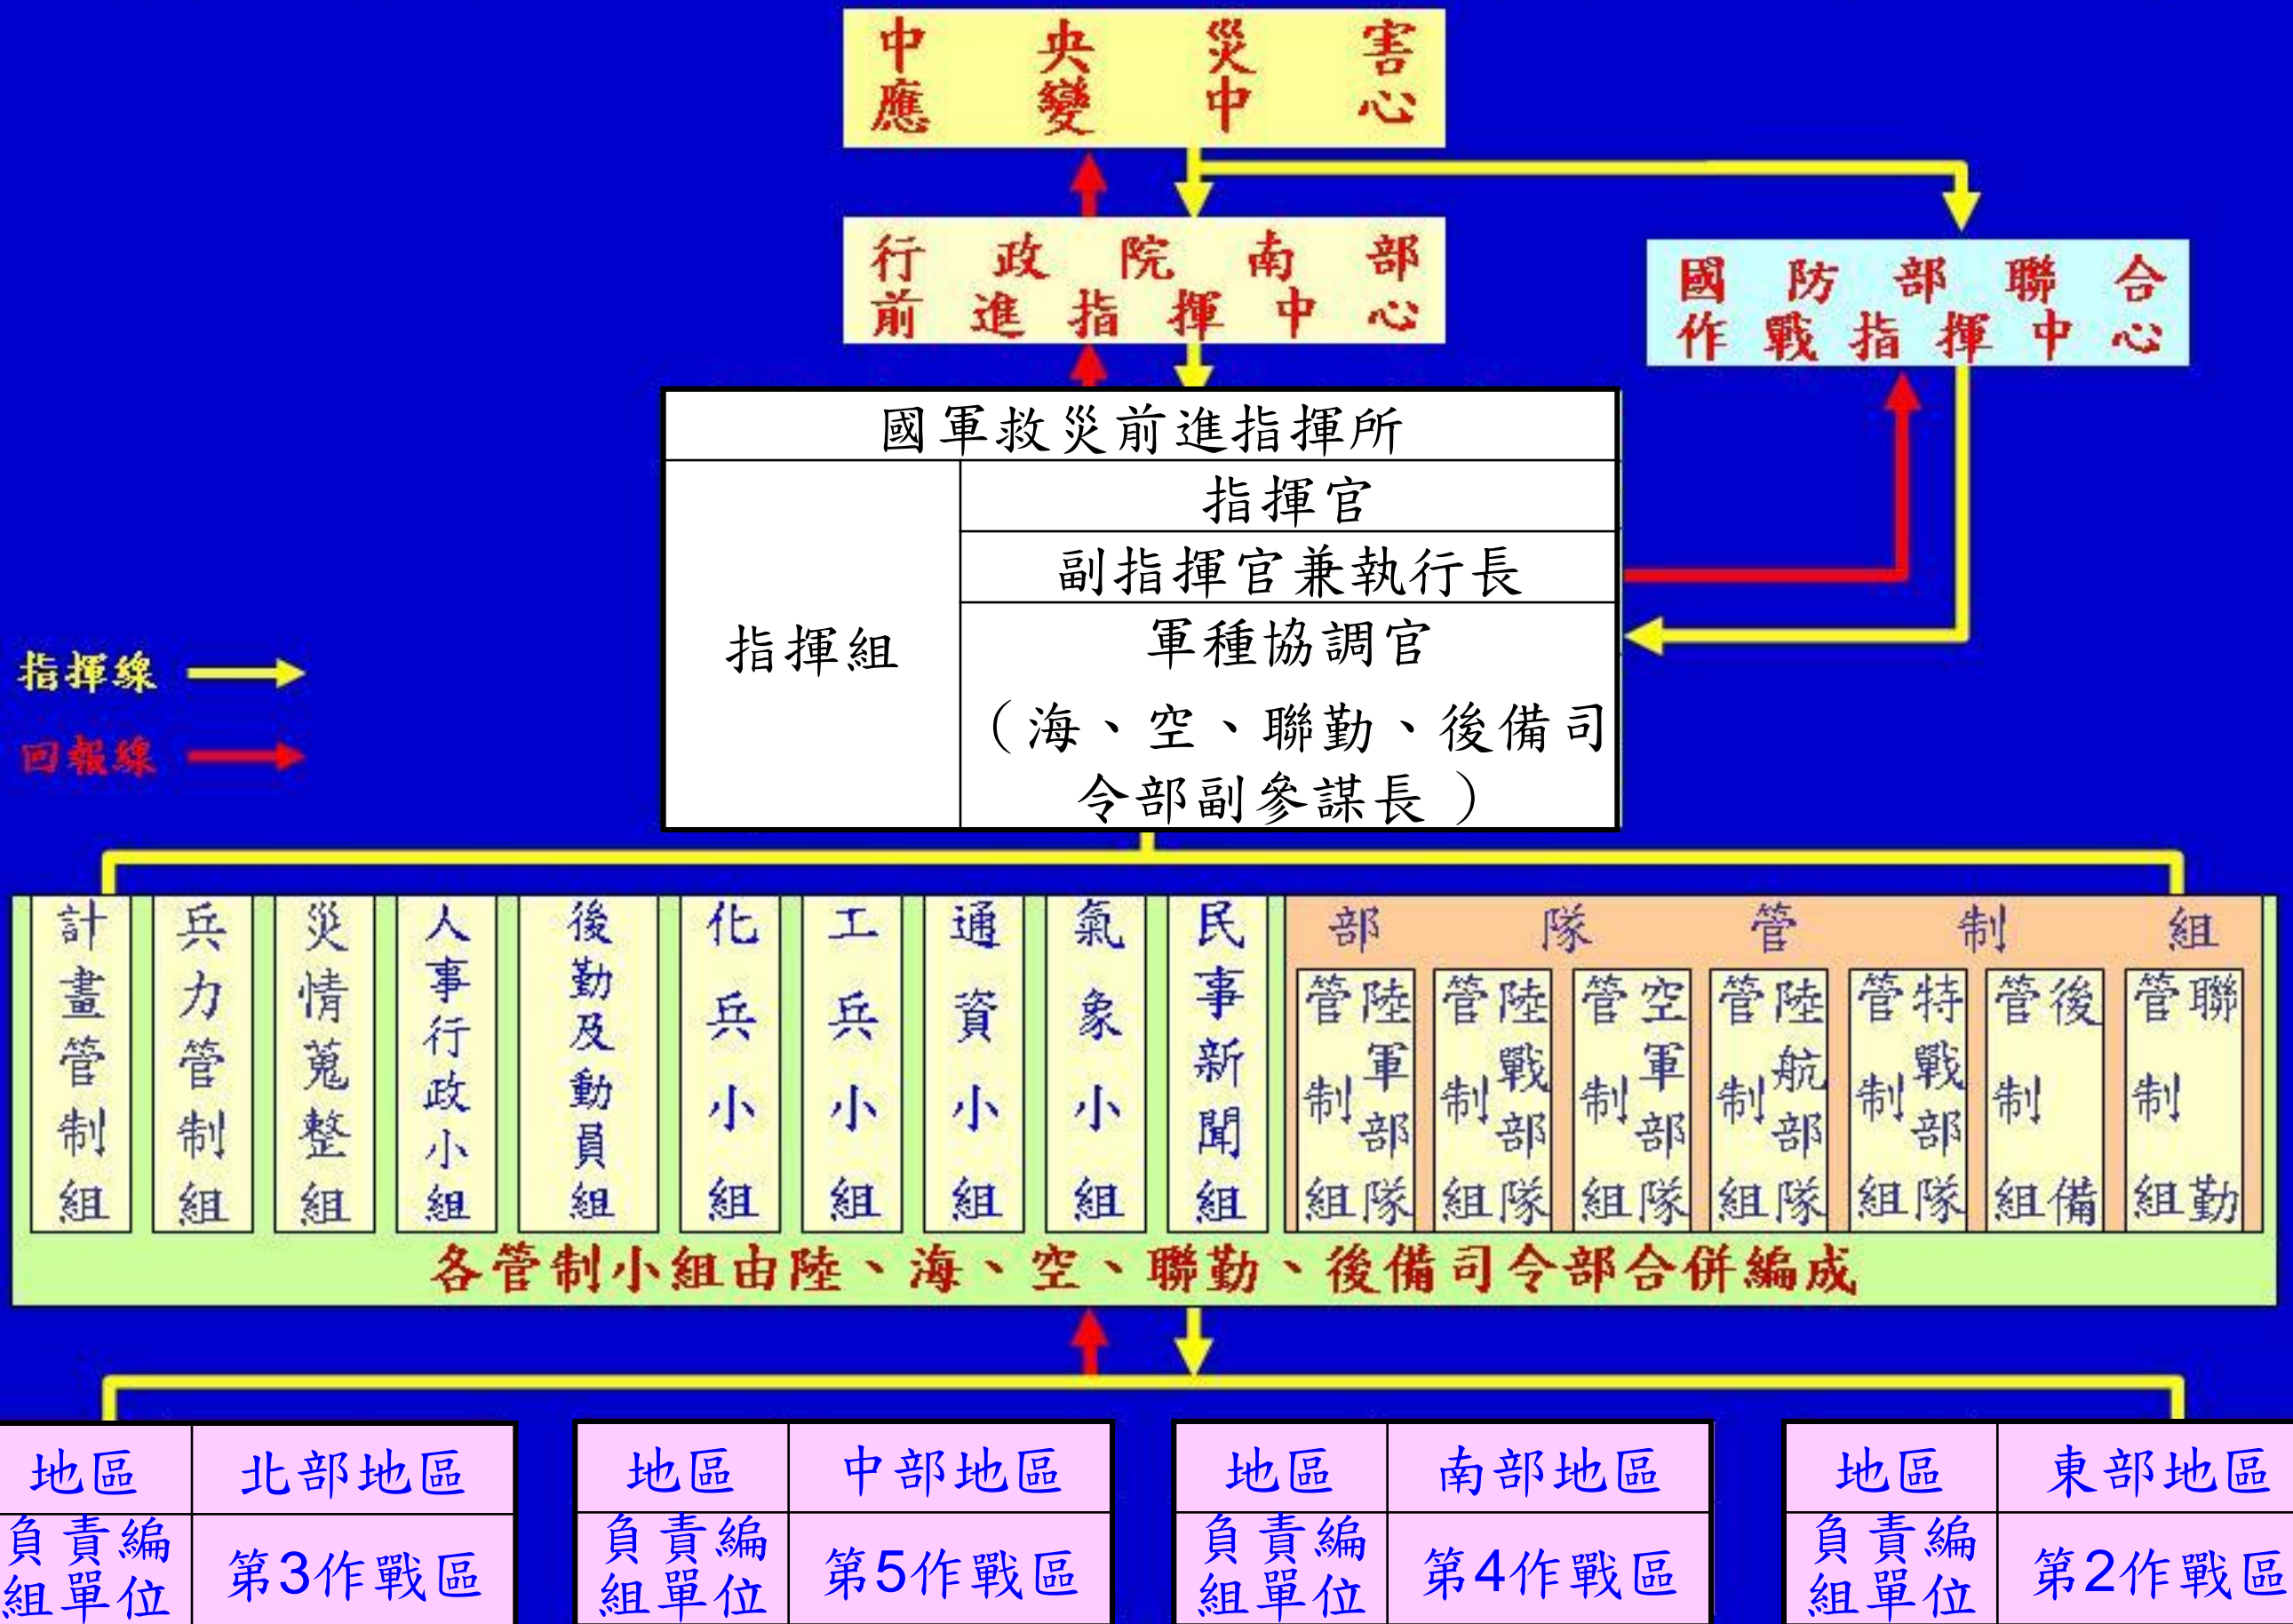 中央災害
應變中心
行政院南部
前進指揮中心
國防部聯合
作戰指揮中心
國軍救災前進指揮所
指揮組
指揮官
副指揮官兼執行長
軍種協調官
（海、空、聯勤、後備司
令部副參謀長 ）
指揮線
回報線
計畫管制組
兵力管制組
災情蒐整組
人事行政小組
後勤及動員組
化兵小組
工兵小組
通資小組
氣象小組
民事新聞組
部隊管制組
陸軍部隊
管制組
陸戰部隊
管制組
空軍部隊
管制組
陸航部隊
管制組
特戰部隊
管制組
後備
管制組
聯勤
管制組
各管制小組由陸、海、空、聯勤、後備司令部合併編成
地區
北部地區
負責編
組單位
第3作戰區
地區
中部地區
負責編
組單位
第5作戰區
地區
南部地區
負責編
組單位
第4作戰區
地區
東部地區
負責編
組單位
第2作戰區